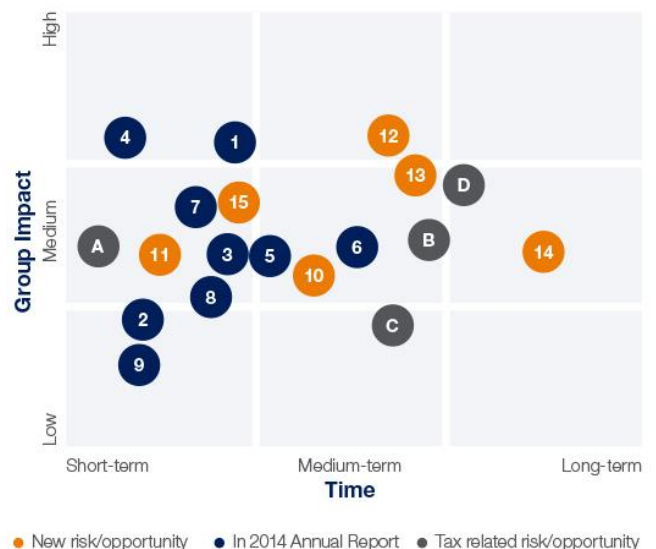 High
4
1
12
13
D
7
15
Group Impact
Medium
A
11
3
5
6
B
14
10
8
2
C
9
Low
Short-term
Medium-term
Long-term
Time
New risk/opportunity
In 2014 Annual Report
Tax related risk/opportunity